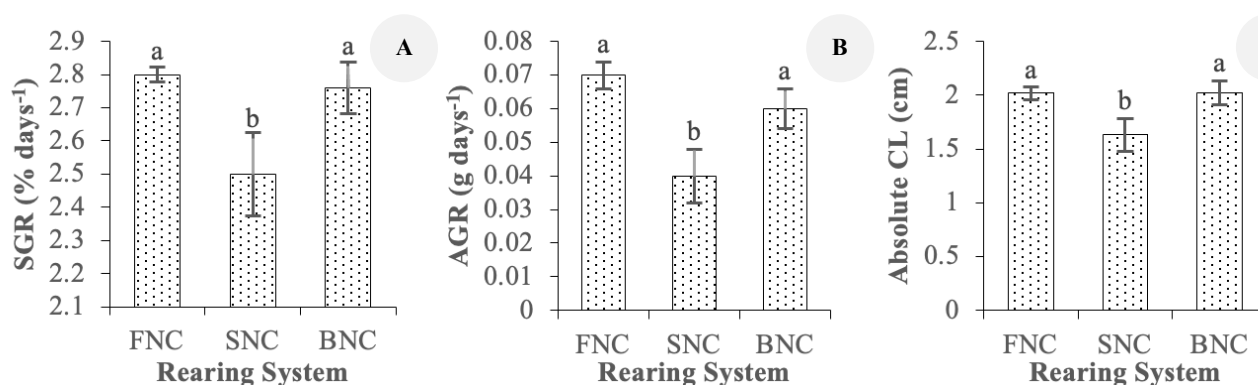 A
SGR (% days⁻¹)
2.9
2.8
2.7
2.6
2.5
2.4
2.3
2.2
2.1
a
b
a
FNC SNC BNC
Rearing System
B
AGR (g days⁻¹)
0.08
0.07
0.06
0.05
0.04
0.03
0.02
0.01
0
a
b
a
FNC SNC BNC
Rearing System
Absolute CL (cm)
2.5
2
1.5
1
0.5
0
a
b
a
FNC SNC BNC
Rearing System